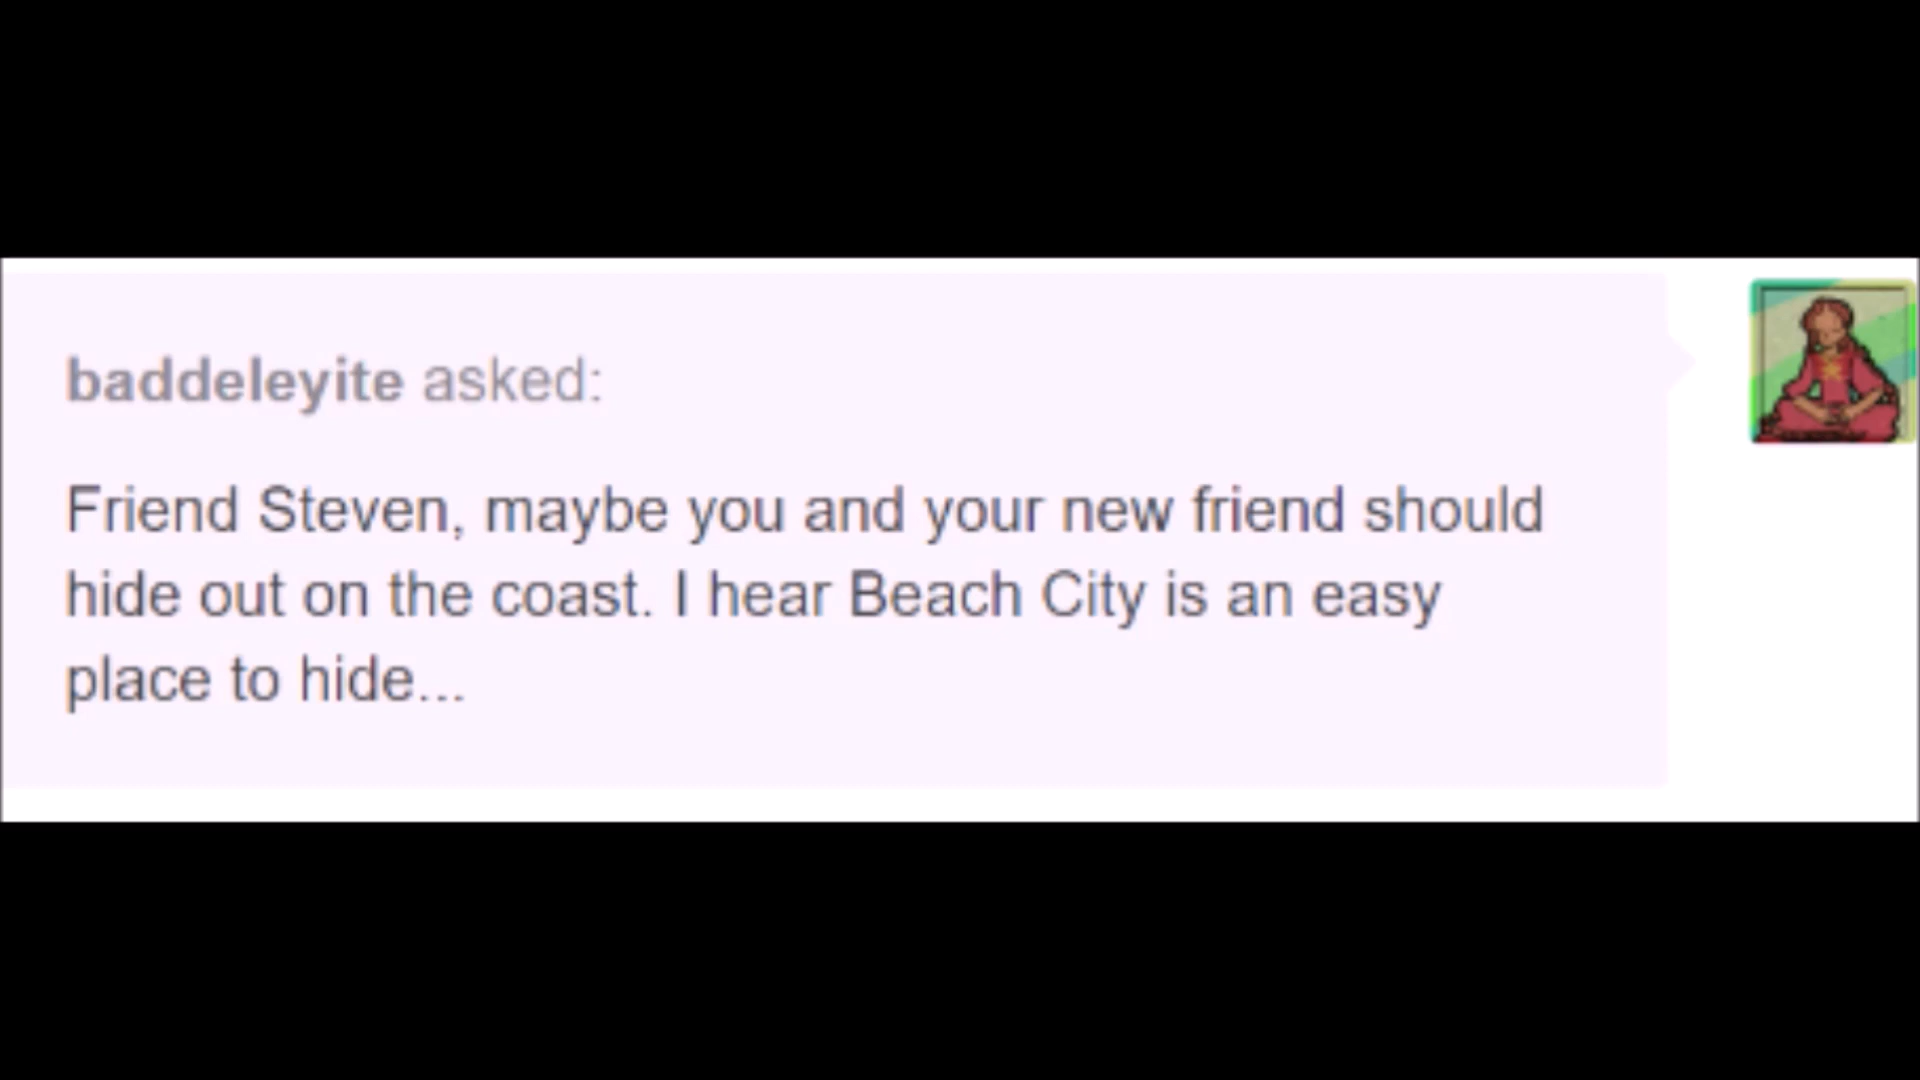 baddeleyite asked:
Friend Steven, maybe you and your new friend should
hide out on the coast. I hear Beach City is an easy
place to hide...